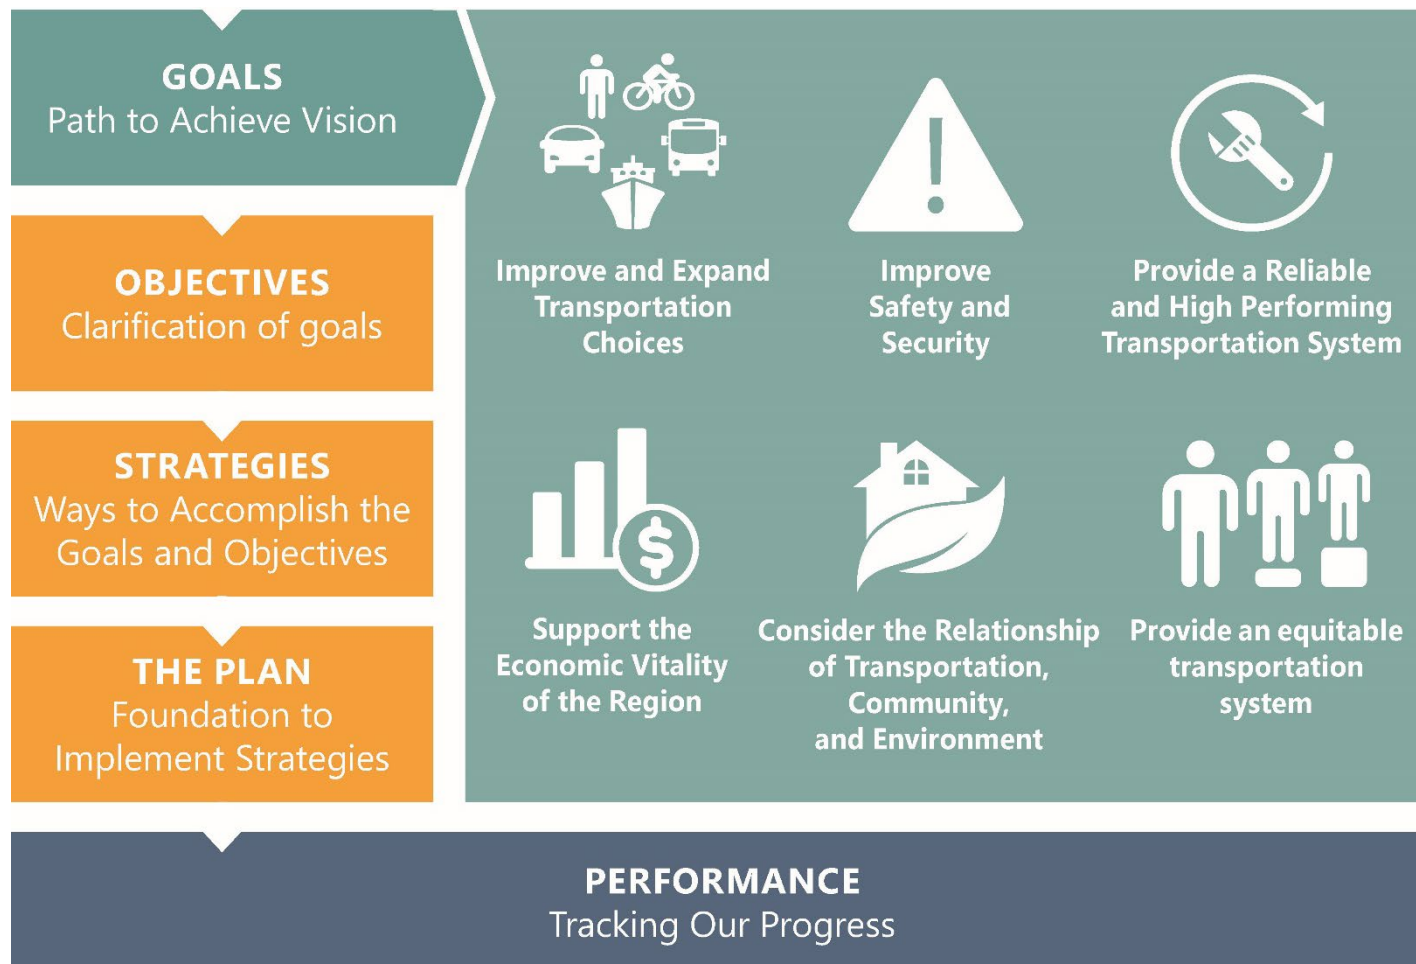 GOALS
Path to Achieve Vision
OBJECTIVES
Clarification of goals
STRATEGIES
Ways to Accomplish the
Goals and Objectives
THE PLAN
Foundation to
Implement Strategies
Improve and Expand
Transportation
Choices
Improve
Safety and
Security
Provide a Reliable
and High Performing
Transportation System
$
Support the
Economic Vitality
of the Region
Consider the Relationship
of Transportation,
Community,
and Environment
Provide an equitable
transportation
system
PERFORMANCE
Tracking Our Progress